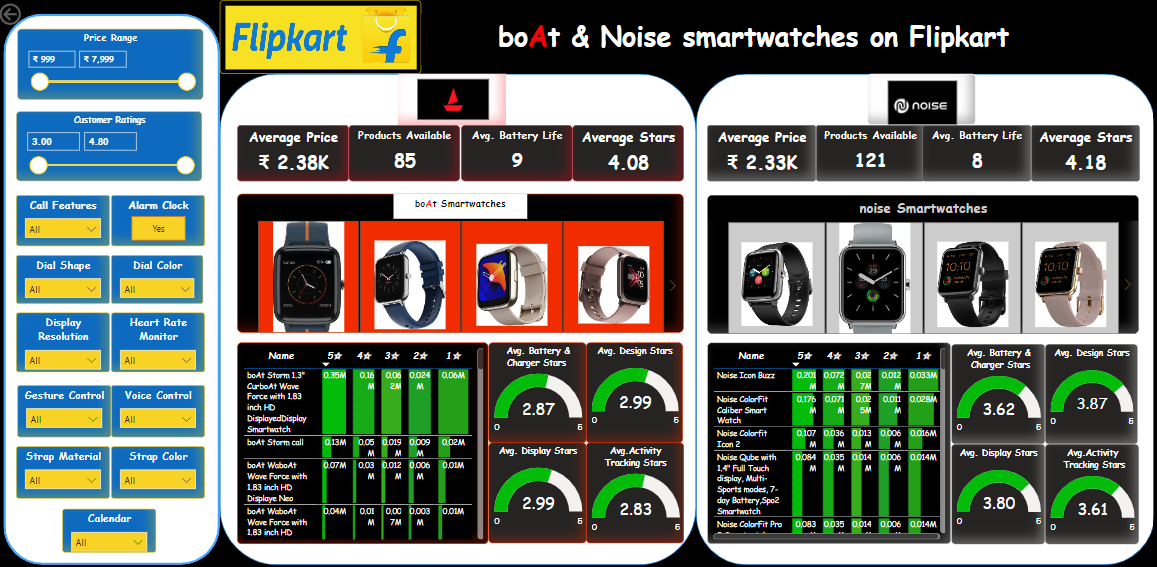 Flipkart
boAt & Noise smartwatches on Flipkart
Price Range
₹ 999
₹ 7,999
Customer Ratings
3.00
4.80
Call Features
All
Alarm Clock
Yes
Dial Shape
All
Dial Color
All
Display Resolution
All
Heart Rate Monitor
All
Gesture Control
All
Voice Control
All
Strap Material
All
Strap Color
All
Calendar
All
Average Price
₹ 2.38K
Products Available
85
Avg. Battery Life
9
Average Stars
4.08
boAt Smartwatches
Name 5★ 4★ 3★ 2★ 1★
boAt Storm 1.3" CurboAt Wave Force with 1.83 inch HD DisplayedDisplay Smartwatch 0.35M 0.16M 0.062M 0.024M 0.06M
boAt Storm call 0.13M 0.05M 0.019M 0.009M 0.02M
boAt WaboAt Wave Force with 1.83 inch HD Displaye Neo 0.07M 0.03M 0.012M 0.006M 0.01M
boAt WaboAt Wave Force with 1.83 inch HD 0.04M 0.01M 0.007M 0.003M 0.01M
Avg. Battery & Charger Stars
2.87
0 5
Avg. Design Stars
2.99
0 5
Avg. Display Stars
2.99
0 5
Avg.Activity Tracking Stars
2.83
0 5
noise
Average Price
₹ 2.33K
Products Available
121
Avg. Battery Life
8
Average Stars
4.18
noise Smartwatches
Name 5★ 4★ 3★ 2★ 1★
Noise Icon Buzz 0.201M 0.072M 0.027M 0.012M 0.033M
Noise ColorFit Caliber Smart Watch 0.176M 0.071M 0.025M 0.011M 0.028M
Noise Colorfit Icon 2 0.107M 0.036M 0.013M 0.006M 0.016M
Noise Qube with 1.4" Full Touch display, Multi-Sports modes, 7-day Battery,Spo2 Smartwatch 0.084M 0.035M 0.014M 0.006M 0.014M
Noise ColorFit Pro 0.083 0.035 0.014 0.006 0.014M
Avg. Battery & Charger Stars
3.62
0 5
Avg. Design Stars
3.87
0 5
Avg. Display Stars
3.80
0 5
Avg.Activity Tracking Stars
3.61
0 5